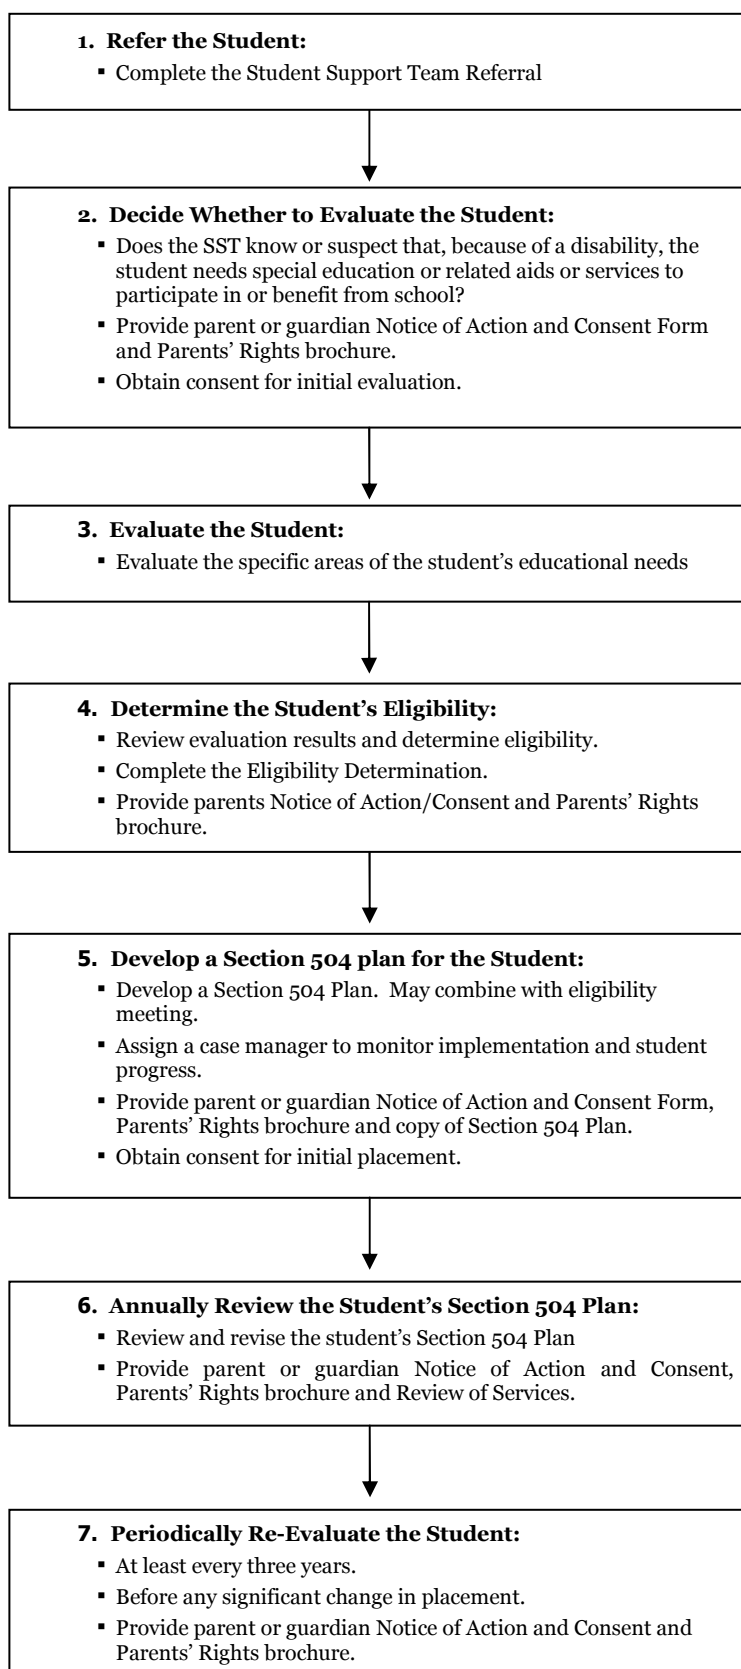 1. Refer the Student:
▪ Complete the Student Support Team Referral
2. Decide Whether to Evaluate the Student:
▪ Does the SST know or suspect that, because of a disability, the
student needs special education or related aids or services to
participate in or benefit from school?
▪ Provide parent or guardian Notice of Action and Consent Form
and Parents’ Rights brochure.
▪ Obtain consent for initial evaluation.
3. Evaluate the Student:
▪ Evaluate the specific areas of the student’s educational needs
4. Determine the Student’s Eligibility:
▪ Review evaluation results and determine eligibility.
▪ Complete the Eligibility Determination.
▪ Provide parents Notice of Action/Consent and Parents’ Rights
brochure.
5. Develop a Section 504 plan for the Student:
▪ Develop a Section 504 Plan. May combine with eligibility
meeting.
▪ Assign a case manager to monitor implementation and student
progress.
▪ Provide parent or guardian Notice of Action and Consent Form,
Parents’ Rights brochure and copy of Section 504 Plan.
▪ Obtain consent for initial placement.
6. Annually Review the Student’s Section 504 Plan:
▪ Review and revise the student’s Section 504 Plan
▪ Provide parent or guardian Notice of Action and Consent,
Parents’ Rights brochure and Review of Services.
7. Periodically Re-Evaluate the Student:
▪ At least every three years.
▪ Before any significant change in placement.
▪ Provide parent or guardian Notice of Action and Consent and
Parents’ Rights brochure.